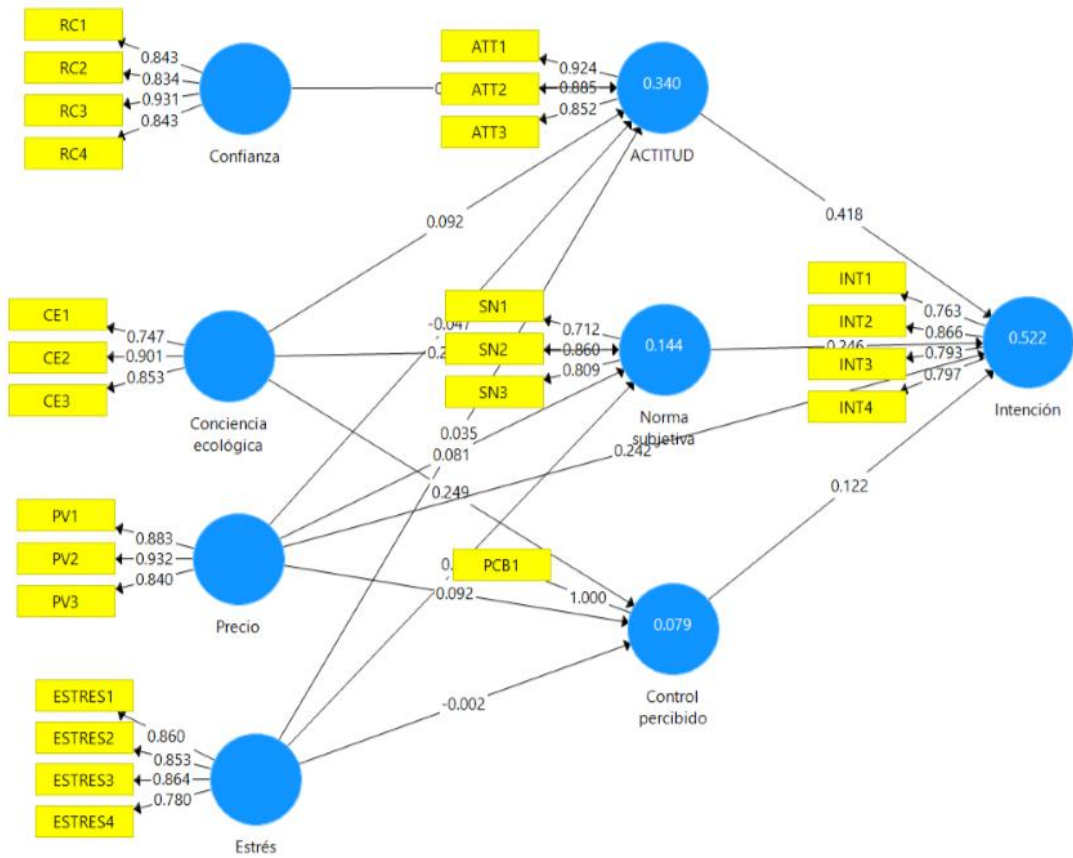 RC1
0.843
RC2
0.834
RC3
0.931
0.843
RC4
Confianza
ATT1
0.924
ATT2
0.885
0.852
ATT3
0.340
ACTITUD
0.092
0.418
CE1
0.747
CE2
0.901
0.853
CE3
Conciencia
ecológica
-0.047
SN1
0.712
SN2
0.860
0.809
SN3
0.144
Norma
subjetiva
INT1
0.763
INT2
0.866
0.246
0.793
INT3
0.797
INT4
0.522
Intención
0.035
0.081
0.242
0.249
0.122
PV1
0.883
PV2
0.932
0.840
PV3
Precio
PCB1
1.000
0.092
0.079
Control
percibido
-0.002
ESTRES1
0.860
ESTRES2
0.853
ESTRES3
0.864
0.780
ESTRES4
Estrés